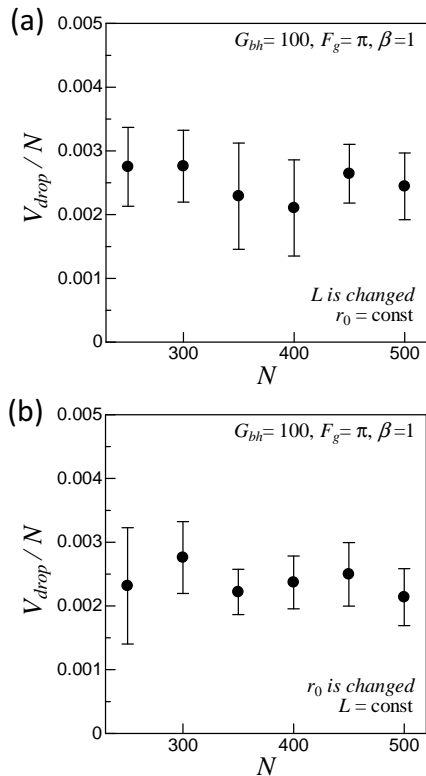 (a)
0.005
G_bh= 100, F_g= π, β=1
0.004
0.003
0.002
0.001
0
V_drop / N
L is changed
r_0 = const
300 400 500
N
(b)
0.005
G_bh= 100, F_g= π, β=1
0.004
0.003
0.002
0.001
0
V_drop / N
r_0 is changed
L = const
300 400 500
N